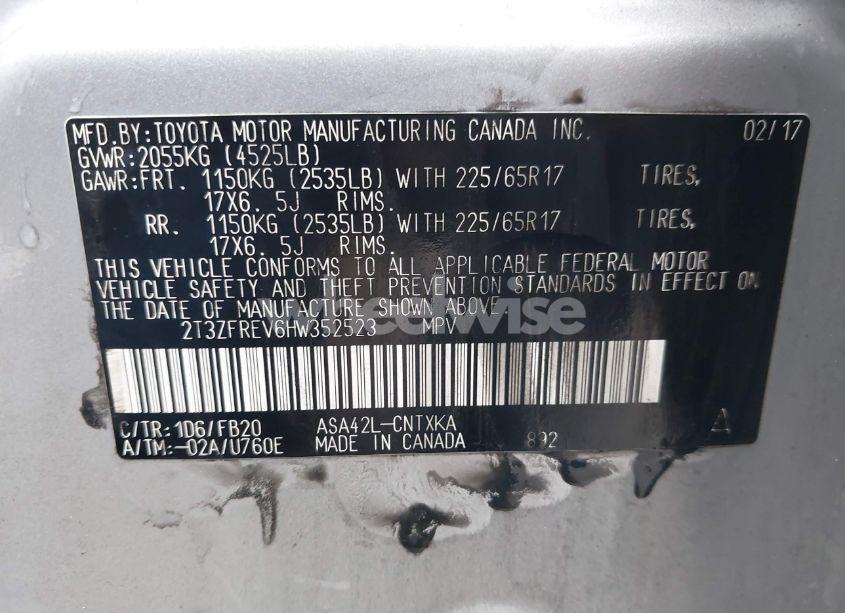 MFD.BY:TOYOTA MOTOR MANUFACTURING CANADA INC. 02/17
GVWR:2055KG (4525LB)
GAWR:FRT. 1150KG (2535LB) WITH 225/65R17 TIRES,
17X6. 5J RIMS.
RR. 1150KG (2535LB) WITH 225/65R17 TIRES,
17X6. 5J RIMS.
THIS VEHICLE CONFORMS TO ALL APPLICABLE FEDERAL MOTOR
VEHICLE SAFETY AND THEFT PREVENTION STANDARDS IN EFFECT ON
THE DATE OF MANUFACTURE SHOWN ABOVE.
2T3ZFREV6HW352523 MPV
C/TR:1D6/FB20 ASA42L-CNTXKA
A/TM:-02A/U760E MADE IN CANADA 892 A